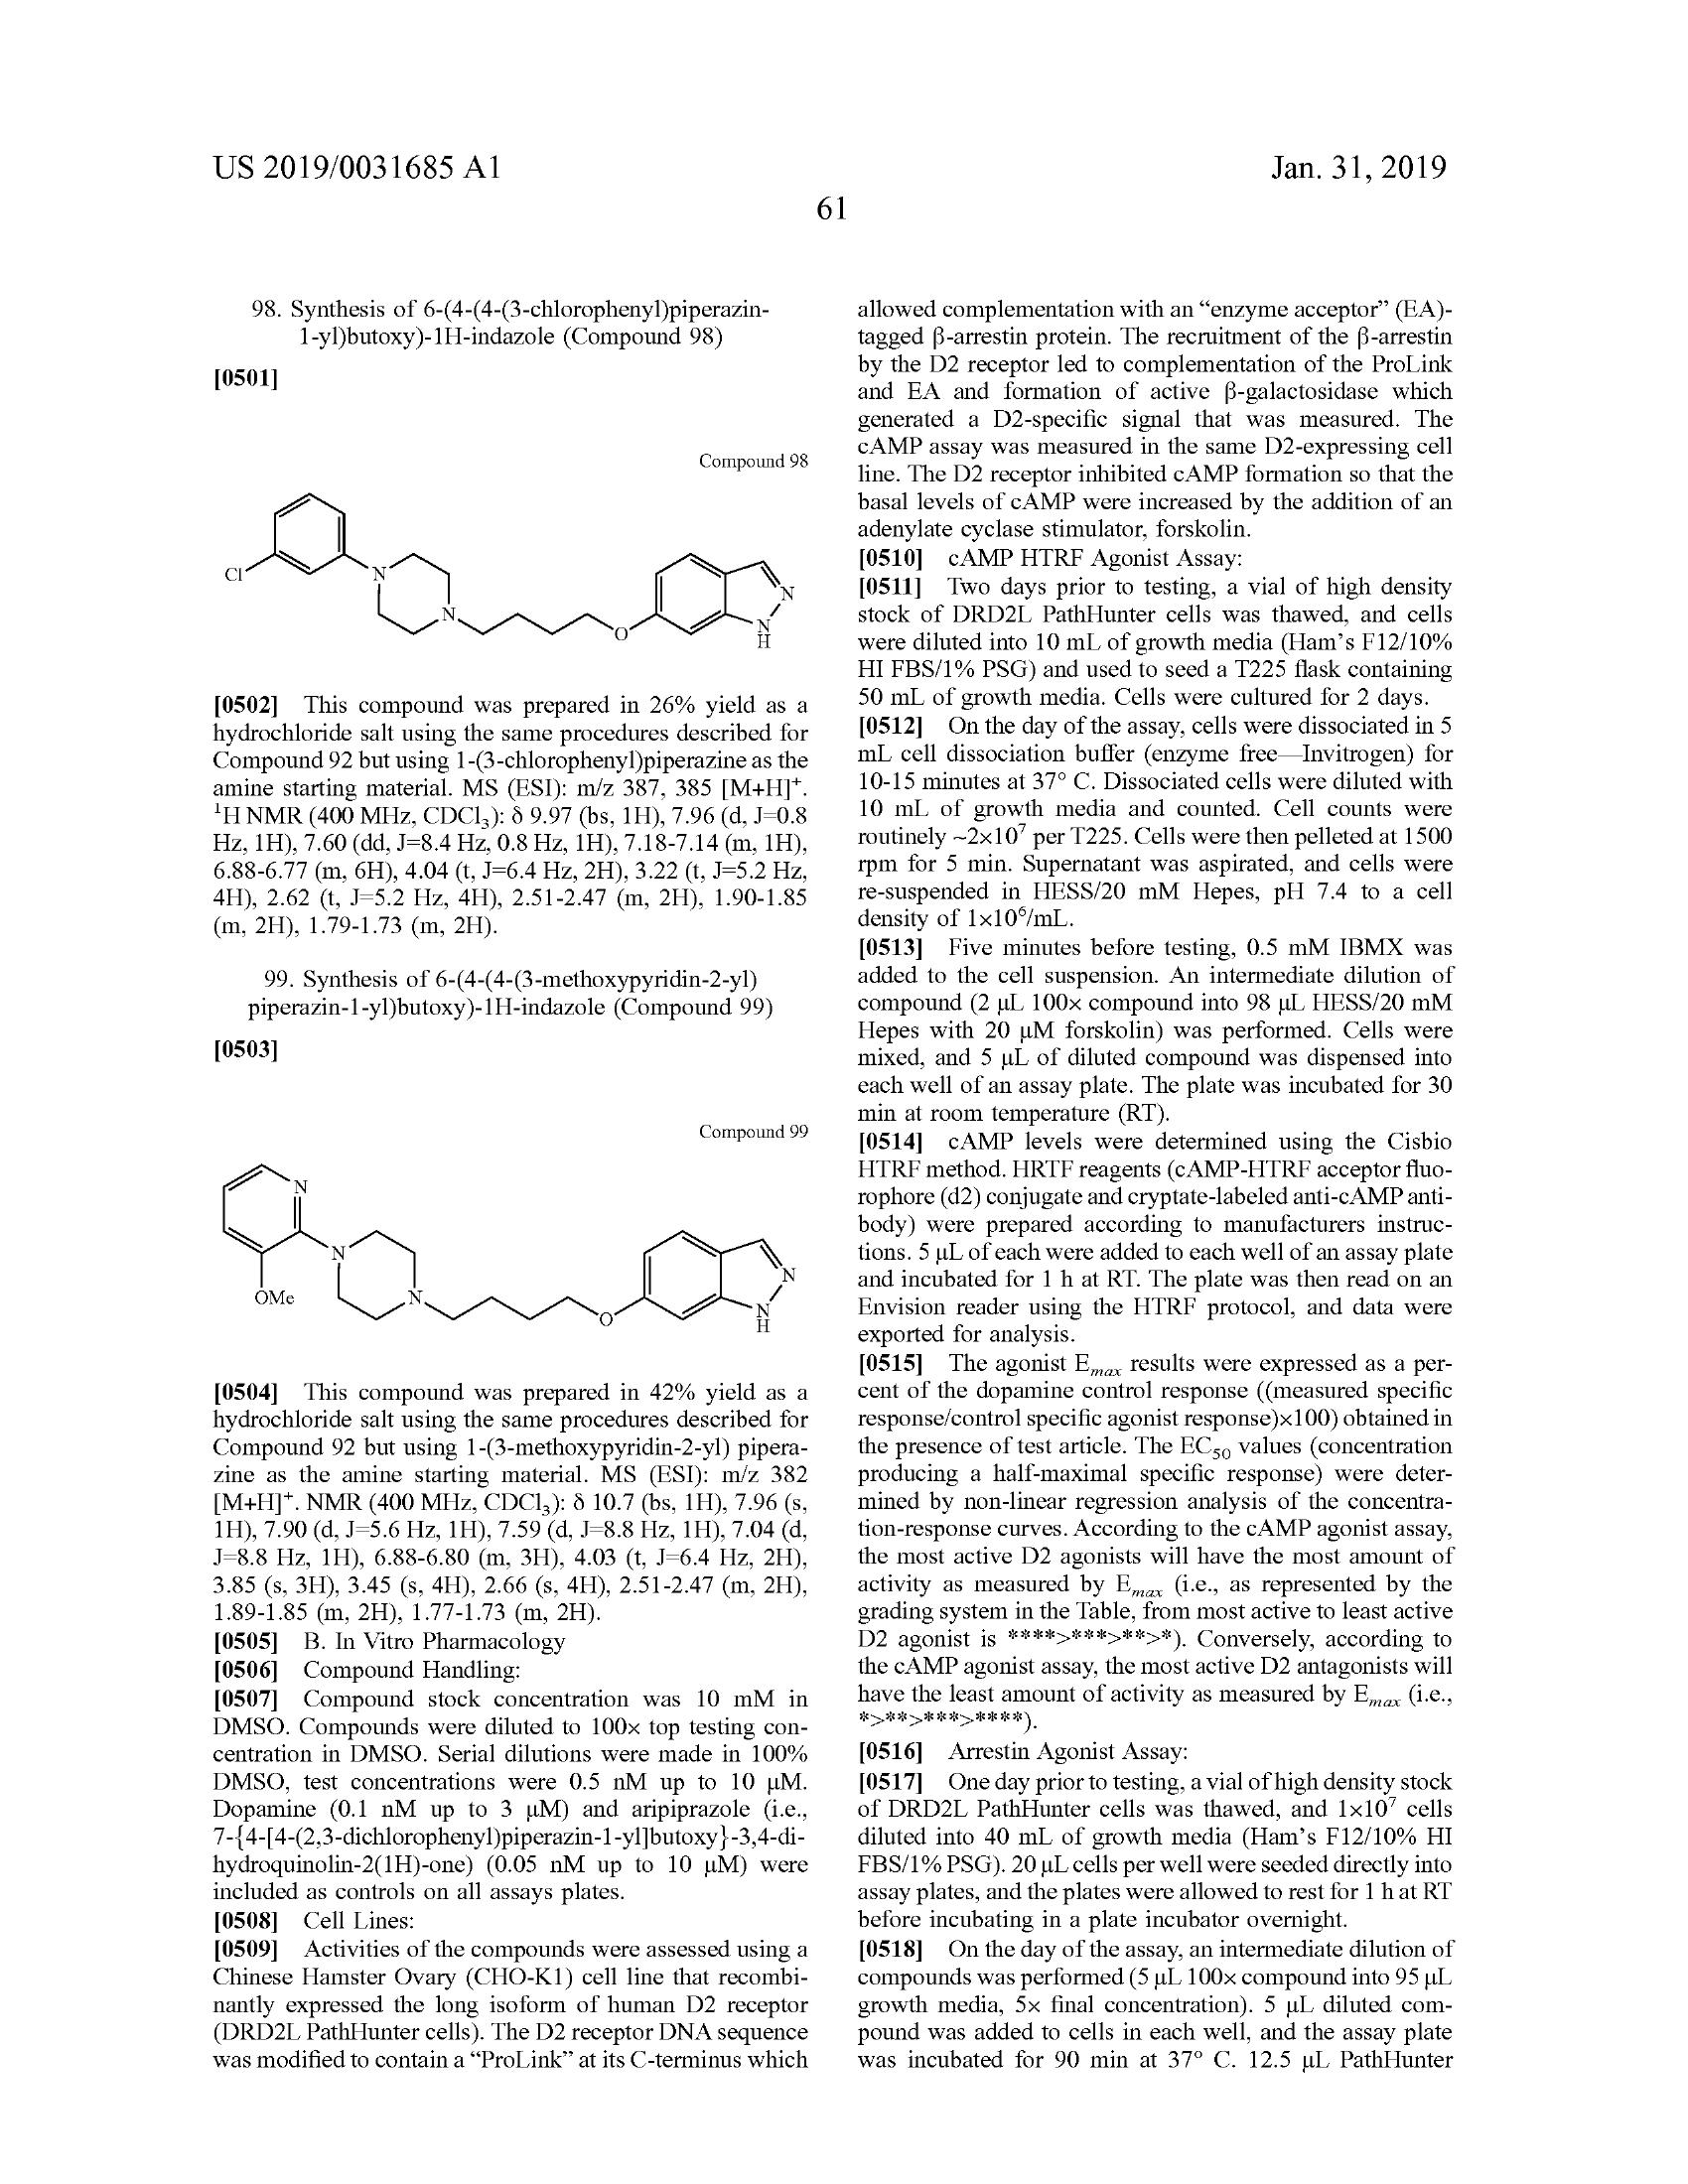 US 2019/0031685 A1
Jan. 31, 2019
61
98. Synthesis of 6-(4-(4-(3-chlorophenyl)piperazin-
1-yl)butoxy)-1H-indazole (Compound 98)
[0501]
Compound 98
Cl
N
N
O
N
N
H
[0502] This compound was prepared in 26% yield as a
hydrochloride salt using the same procedures described for
Compound 92 but using 1-(3-chlorophenyl)piperazine as the
amine starting material. MS (ESI): m/z 387, 385 [M+H]⁺.
¹H NMR (400 MHz, CDCl₃): δ 9.97 (bs, 1H), 7.96 (d, J=0.8
Hz, 1H), 7.60 (dd, J=8.4 Hz, 0.8 Hz, 1H), 7.18-7.14 (m, 1H),
6.88-6.77 (m, 6H), 4.04 (t, J=6.4 Hz, 2H), 3.22 (t, J=5.2 Hz,
4H), 2.62 (t, J=5.2 Hz, 4H), 2.51-2.47 (m, 2H), 1.90-1.85
(m, 2H), 1.79-1.73 (m, 2H).
99. Synthesis of 6-(4-(4-(3-methoxypyridin-2-yl)
piperazin-1-yl)butoxy)-1H-indazole (Compound 99)
[0503]
Compound 99
N
N
OMe
N
O
N
N
H
[0504] This compound was prepared in 42% yield as a
hydrochloride salt using the same procedures described for
Compound 92 but using 1-(3-methoxypyridin-2-yl) pipera-
zine as the amine starting material. MS (ESI): m/z 382
[M+H]⁺. NMR (400 MHz, CDCl₃): δ 10.7 (bs, 1H), 7.96 (s,
1H), 7.90 (d, J=5.6 Hz, 1H), 7.59 (d, J=8.8 Hz, 1H), 7.04 (d,
J=8.8 Hz, 1H), 6.88-6.80 (m, 3H), 4.03 (t, J=6.4 Hz, 2H),
3.85 (s, 3H), 3.45 (s, 4H), 2.66 (s, 4H), 2.51-2.47 (m, 2H),
1.89-1.85 (m, 2H), 1.77-1.73 (m, 2H).
[0505] B. In Vitro Pharmacology
[0506] Compound Handling:
[0507] Compound stock concentration was 10 mM in
DMSO. Compounds were diluted to 100x top testing con-
centration in DMSO. Serial dilutions were made in 100%
DMSO, test concentrations were 0.5 nM up to 10 μM.
Dopamine (0.1 nM up to 3 μM) and aripiprazole (i.e.,
7-{4-[4-(2,3-dichlorophenyl)piperazin-1-yl]butoxy}-3,4-di-
hydroquinolin-2(1H)-one) (0.05 nM up to 10 μM) were
included as controls on all assays plates.
[0508] Cell Lines:
[0509] Activities of the compounds were assessed using a
Chinese Hamster Ovary (CHO-K1) cell line that recombi-
nantly expressed the long isoform of human D2 receptor
(DRD2L PathHunter cells). The D2 receptor DNA sequence
was modified to contain a “ProLink” at its C-terminus which
allowed complementation with an “enzyme acceptor” (EA)-
tagged β-arrestin protein. The recruitment of the β-arrestin
by the D2 receptor led to complementation of the ProLink
and EA and formation of active β-galactosidase which
generated a D2-specific signal that was measured. The
cAMP assay was measured in the same D2-expressing cell
line. The D2 receptor inhibited cAMP formation so that the
basal levels of cAMP were increased by the addition of an
adenylate cyclase stimulator, forskolin.
[0510] cAMP HTRF Agonist Assay:
[0511] Two days prior to testing, a vial of high density
stock of DRD2L PathHunter cells was thawed, and cells
were diluted into 10 mL of growth media (Ham’s F12/10%
HI FBS/1% PSG) and used to seed a T225 flask containing
50 mL of growth media. Cells were cultured for 2 days.
[0512] On the day of the assay, cells were dissociated in 5
mL cell dissociation buffer (enzyme free—Invitrogen) for
10-15 minutes at 37° C. Dissociated cells were diluted with
10 mL of growth media and counted. Cell counts were
routinely ~2x10⁷ per T225. Cells were then pelleted at 1500
rpm for 5 min. Supernatant was aspirated, and cells were
re-suspended in HESS/20 mM Hepes, pH 7.4 to a cell
density of 1x10⁶/mL.
[0513] Five minutes before testing, 0.5 mM IBMX was
added to the cell suspension. An intermediate dilution of
compound (2 μL 100x compound into 98 μL HESS/20 mM
Hepes with 20 μM forskolin) was performed. Cells were
mixed, and 5 μL of diluted compound was dispensed into
each well of an assay plate. The plate was incubated for 30
min at room temperature (RT).
[0514] cAMP levels were determined using the Cisbio
HTRF method. HRTF reagents (cAMP-HTRF acceptor fluo-
rophore (d2) conjugate and cryptate-labeled anti-cAMP anti-
body) were prepared according to manufacturers instruc-
tions. 5 μL of each were added to each well of an assay plate
and incubated for 1 h at RT. The plate was then read on an
Envision reader using the HTRF protocol, and data were
exported for analysis.
[0515] The agonist Eₘₐₓ results were expressed as a per-
cent of the dopamine control response ((measured specific
response/control specific agonist response)x100) obtained in
the presence of test article. The EC₅₀ values (concentration
producing a half-maximal specific response) were deter-
mined by non-linear regression analysis of the concentra-
tion-response curves. According to the cAMP agonist assay,
the most active D2 agonists will have the most amount of
activity as measured by Eₘₐₓ (i.e., as represented by the
grading system in the Table, from most active to least active
D2 agonist is ****>***>**>*). Conversely, according to
the cAMP agonist assay, the most active D2 antagonists will
have the least amount of activity as measured by Eₘₐₓ (i.e.,
*>**>***>****).
[0516] Arrestin Agonist Assay:
[0517] One day prior to testing, a vial of high density stock
of DRD2L PathHunter cells was thawed, and 1x10⁷ cells
diluted into 40 mL of growth media (Ham’s F12/10% HI
FBS/1% PSG). 20 μL cells per well were seeded directly into
assay plates, and the plates were allowed to rest for 1 h at RT
before incubating in a plate incubator overnight.
[0518] On the day of the assay, an intermediate dilution of
compounds was performed (5 μL 100x compound into 95 μL
growth media, 5x final concentration). 5 μL diluted com-
pound was added to cells in each well, and the assay plate
was incubated for 90 min at 37° C. 12.5 μL PathHunter